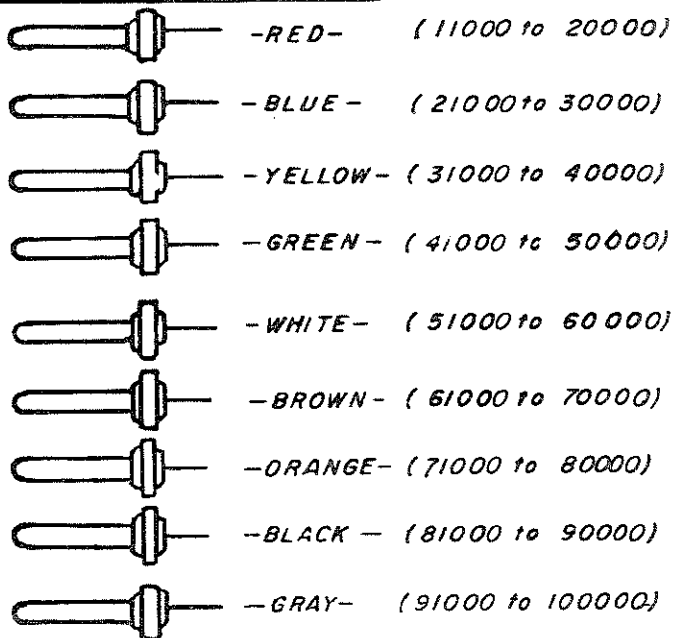 -RED- (11000 to 20000)
-BLUE- (21000 to 30000)
-YELLOW- (31000 to 40000)
-GREEN- (41000 to 50000)
-WHITE- (51000 to 60000)
-BROWN- (61000 to 70000)
-ORANGE- (71000 to 80000)
-BLACK- (81000 to 90000)
-GRAY- (91000 to 100000)